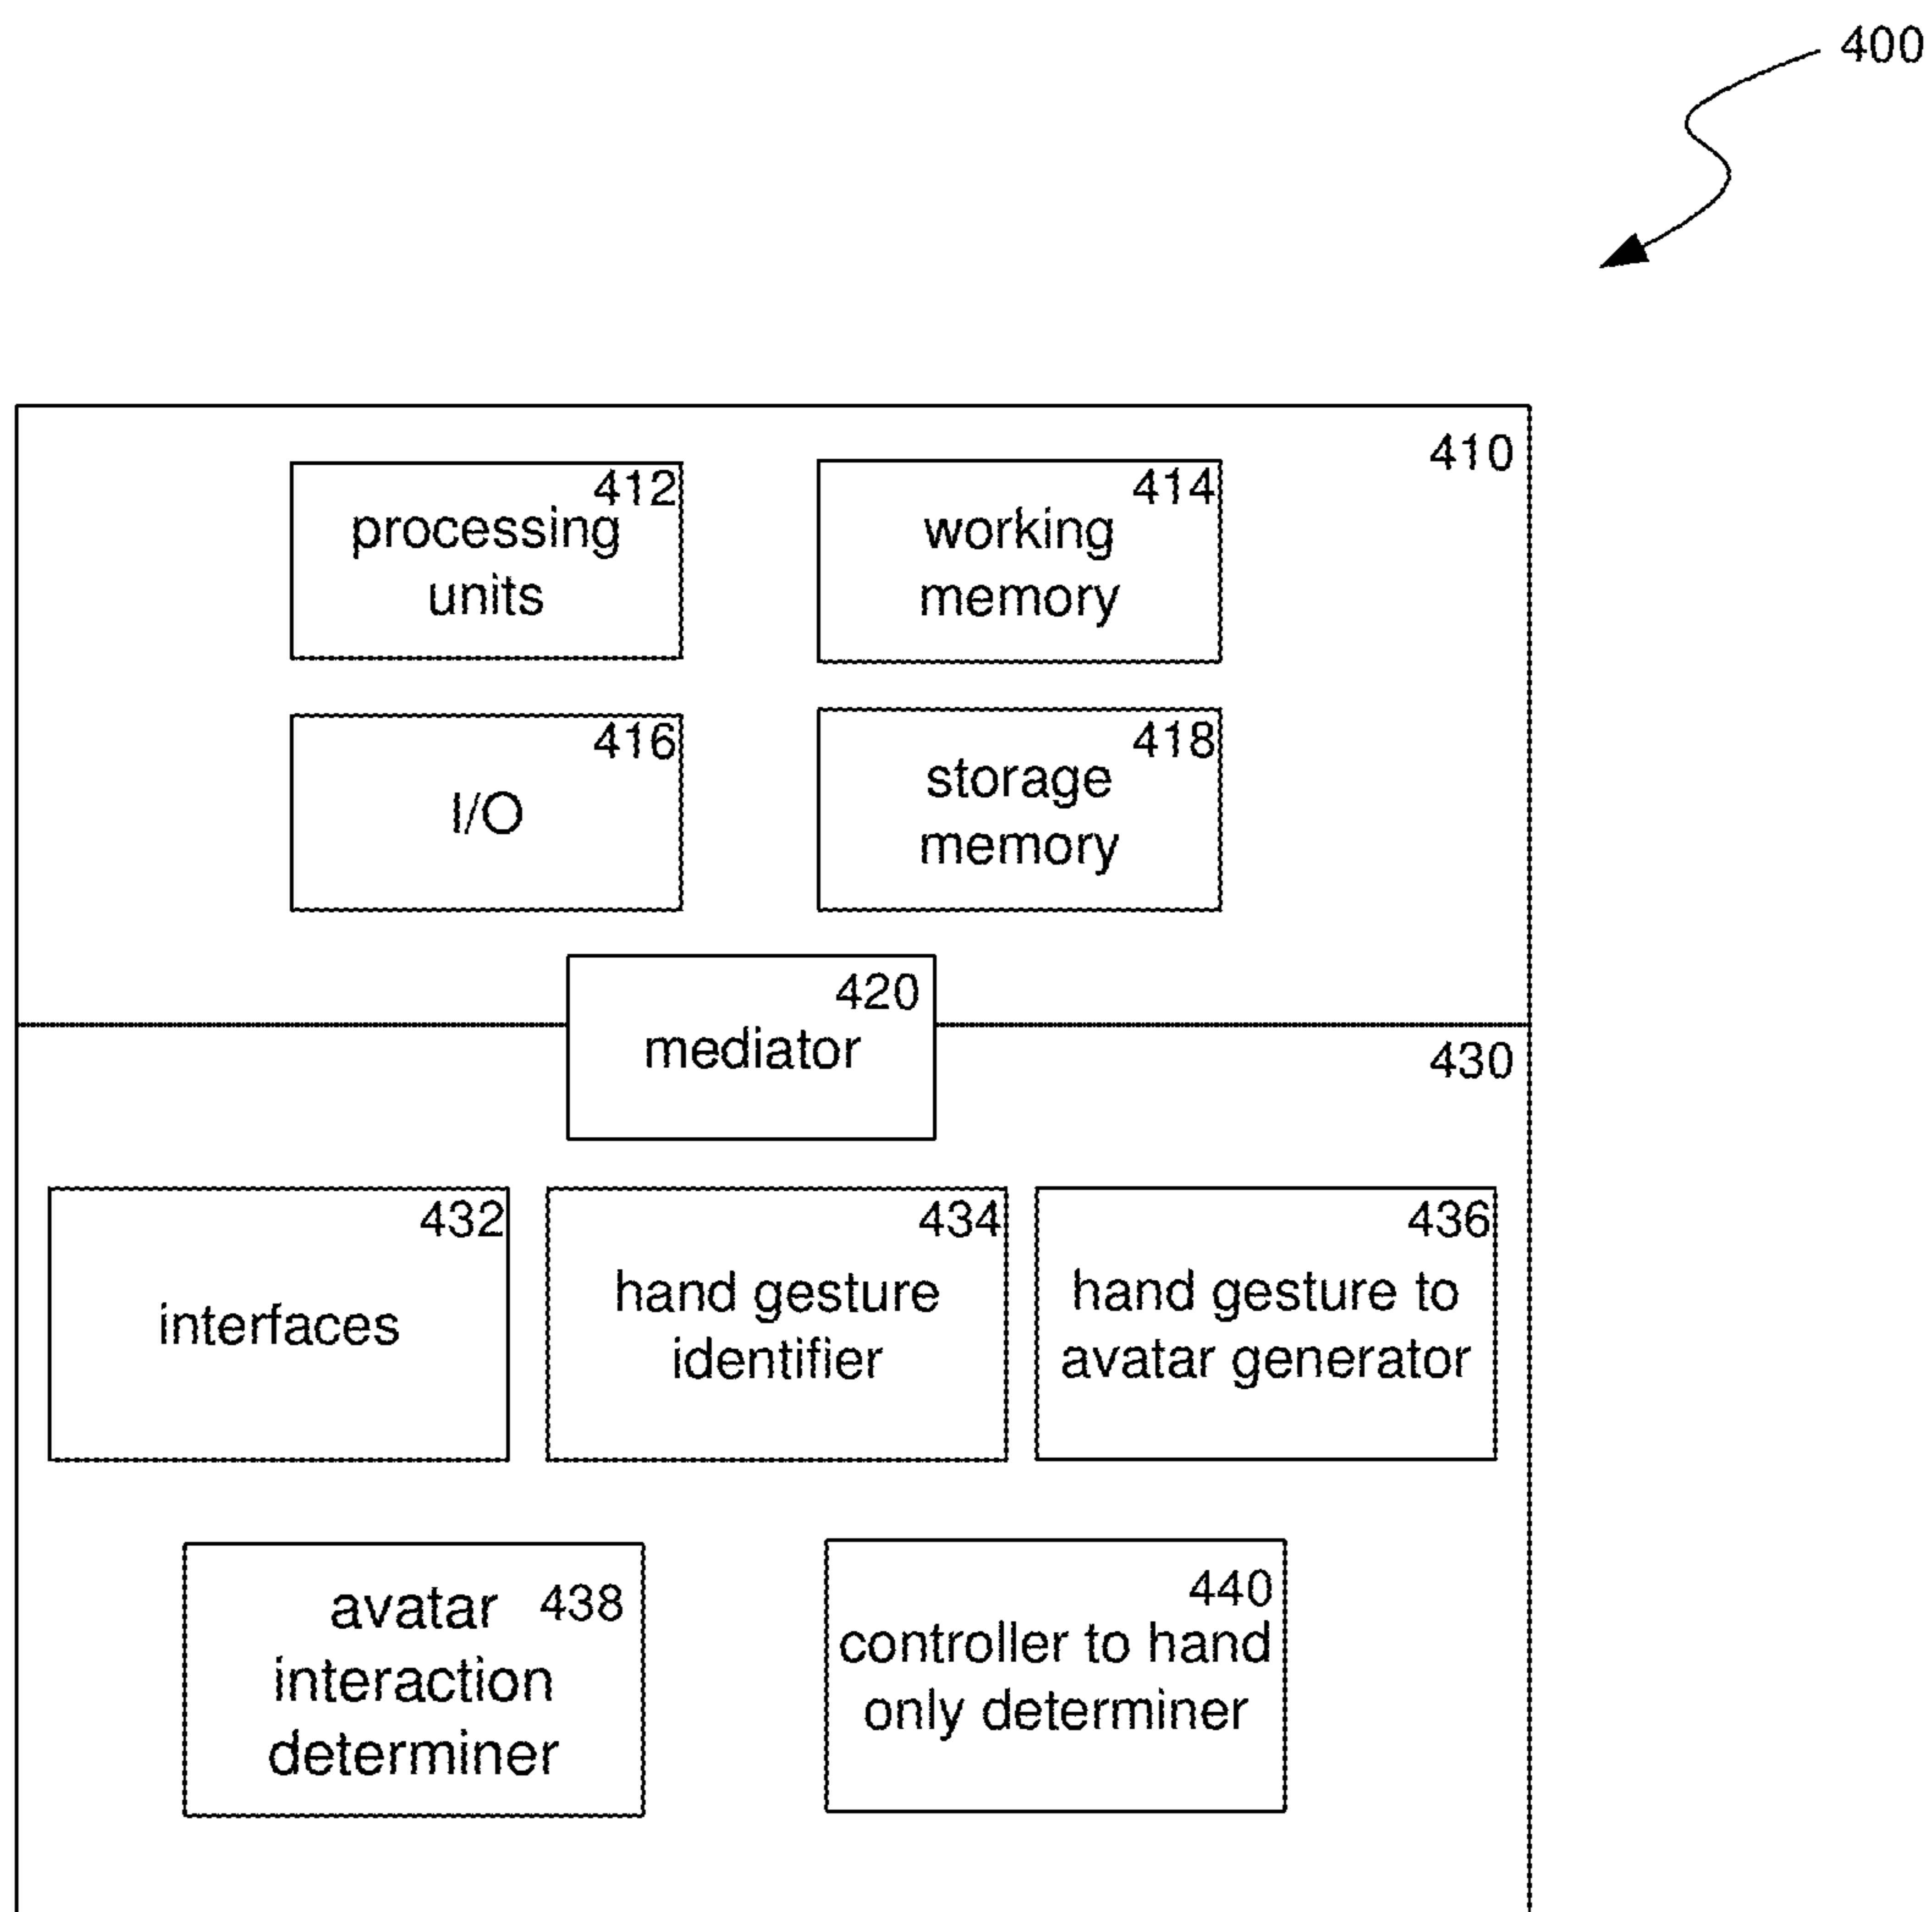 400
410
412
processing
units
414
working
memory
416
I/O
418
storage
memory
420
mediator
430
432
interfaces
434
hand gesture
identifier
436
hand gesture to
avatar generator
avatar 438
interaction
determiner
440
controller to hand
only determiner